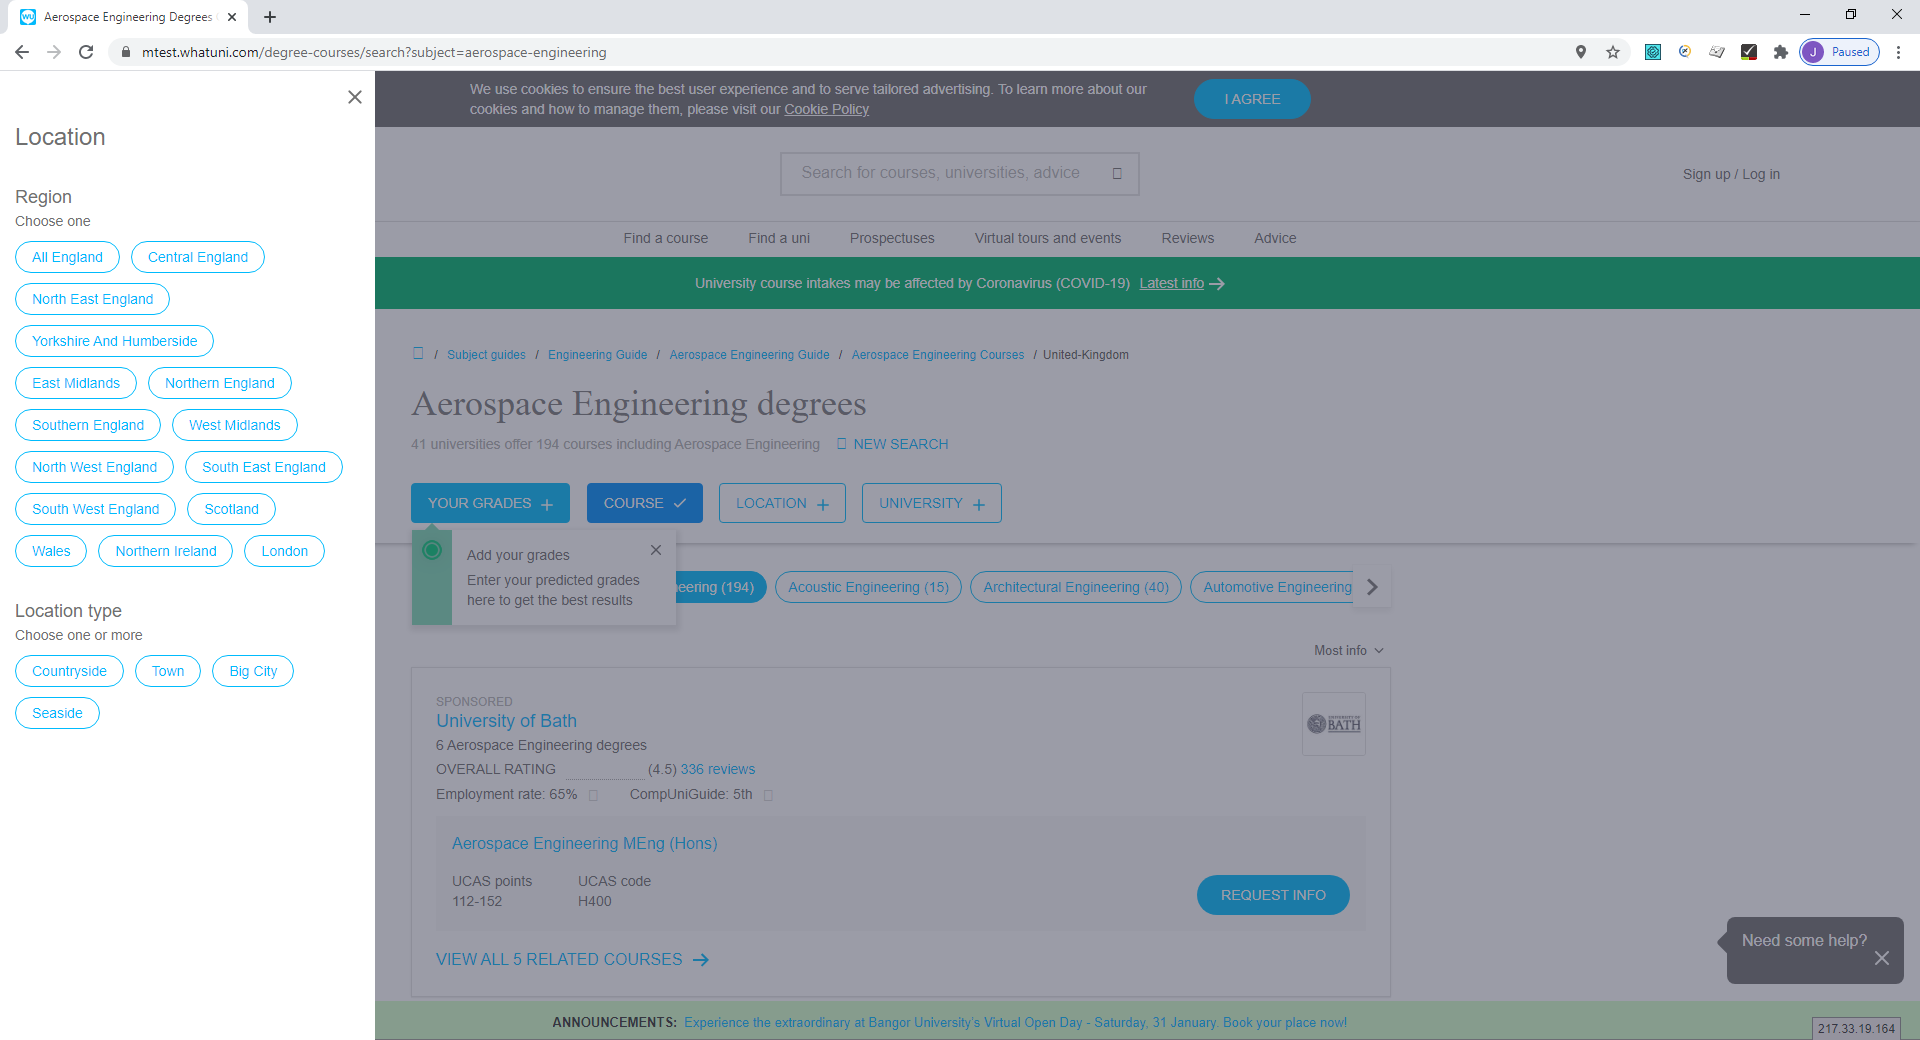 Aerospace Engineering Degrees
mtest.whatuni.com/degree-courses/search?subject=aerospace-engineering
J Paused
Location
Region
Choose one
All England
Central England
North East England
Yorkshire And Humberside
East Midlands
Northern England
Southern England
West Midlands
North West England
South East England
South West England
Scotland
Wales
Northern Ireland
London
Location type
Choose one or more
Countryside
Town
Big City
Seaside
We use cookies to ensure the best user experience and to serve tailored advertising. To learn more about our
cookies and how to manage them, please visit our Cookie Policy
I AGREE
Search for courses, universities, advice
Sign up / Log in
Find a course
Find a uni
Prospectuses
Virtual tours and events
Reviews
Advice
University course intakes may be affected by Coronavirus (COVID-19) Latest info
/ Subject guides / Engineering Guide / Aerospace Engineering Guide / Aerospace Engineering Courses / United-Kingdom
Aerospace Engineering degrees
41 universities offer 194 courses including Aerospace Engineering
NEW SEARCH
YOUR GRADES
COURSE
LOCATION
UNIVERSITY
Add your grades
Enter your predicted grades
here to get the best results
neering (194)
Acoustic Engineering (15)
Architectural Engineering (40)
Automotive Engineering
Most info
SPONSORED
University of Bath
6 Aerospace Engineering degrees
OVERALL RATING (4.5) 336 reviews
Employment rate: 65%
CompUniGuide: 5th
UNIVERSITY OF
BATH
Aerospace Engineering MEng (Hons)
UCAS points
112-152
UCAS code
H400
REQUEST INFO
VIEW ALL 5 RELATED COURSES
Need some help?
ANNOUNCEMENTS: Experience the extraordinary at Bangor University's Virtual Open Day - Saturday, 31 January. Book your place now!
217.33.19.164